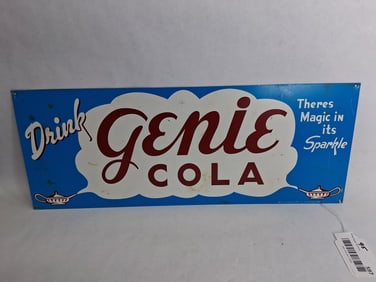 Drink
Genie
COLA
Theres
Magic in
its
Sparkle